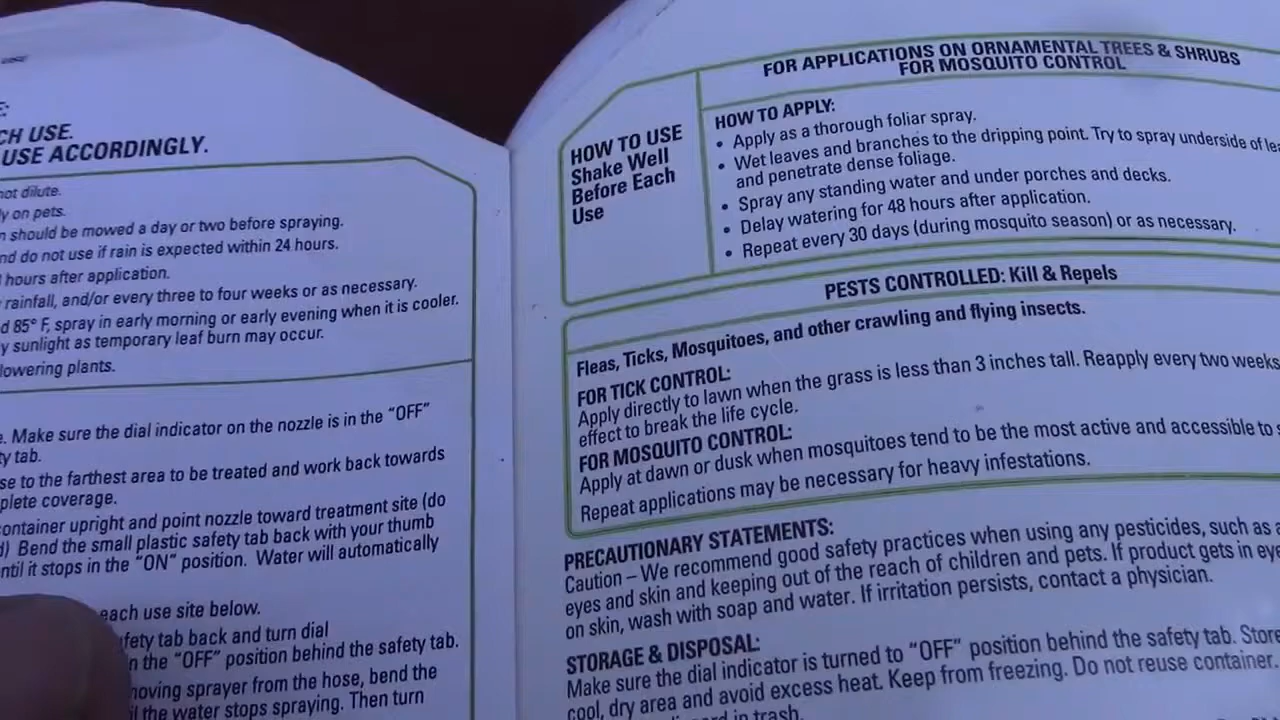 CH USE.
USE ACCORDINGLY.
not dilute.
ly on pets.
n should be mowed a day or two before spraying.
nd do not use if rain is expected within 24 hours.
hours after application.
rainfall, and/or every three to four weeks or as necessary.
d 85° F, spray in early morning or early evening when it is cooler.
y sunlight as temporary leaf burn may occur.
lowering plants.
e. Make sure the dial indicator on the nozzle is in the “OFF”
ty tab.
se to the farthest area to be treated and work back towards
plete coverage.
ontainer upright and point nozzle toward treatment site (do
d) Bend the small plastic safety tab back with your thumb
ntil it stops in the “ON” position. Water will automatically
each use site below.
fety tab back and turn dial
n the “OFF” position behind the safety tab.
moving sprayer from the hose, bend the
il the water stops spraying. Then turn
FOR APPLICATIONS ON ORNAMENTAL TREES & SHRUBS
FOR MOSQUITO CONTROL
HOW TO USE
Shake Well
Before Each
Use
HOW TO APPLY:
• Apply as a thorough foliar spray.
• Wet leaves and branches to the dripping point. Try to spray underside of lea
and penetrate dense foliage.
• Spray any standing water and under porches and decks.
• Delay watering for 48 hours after application.
• Repeat every 30 days (during mosquito season) or as necessary.
PESTS CONTROLLED: Kill & Repels
Fleas, Ticks, Mosquitoes, and other crawling and flying insects.
FOR TICK CONTROL:
Apply directly to lawn when the grass is less than 3 inches tall. Reapply every two weeks
effect to break the life cycle.
FOR MOSQUITO CONTROL:
Apply at dawn or dusk when mosquitoes tend to be the most active and accessible to s
Repeat applications may be necessary for heavy infestations.
PRECAUTIONARY STATEMENTS:
Caution – We recommend good safety practices when using any pesticides, such as a
eyes and skin and keeping out of the reach of children and pets. If product gets in eye
on skin, wash with soap and water. If irritation persists, contact a physician.
STORAGE & DISPOSAL:
Make sure the dial indicator is turned to “OFF” position behind the safety tab. Store
cool, dry area and avoid excess heat. Keep from freezing. Do not reuse container.
in trash.